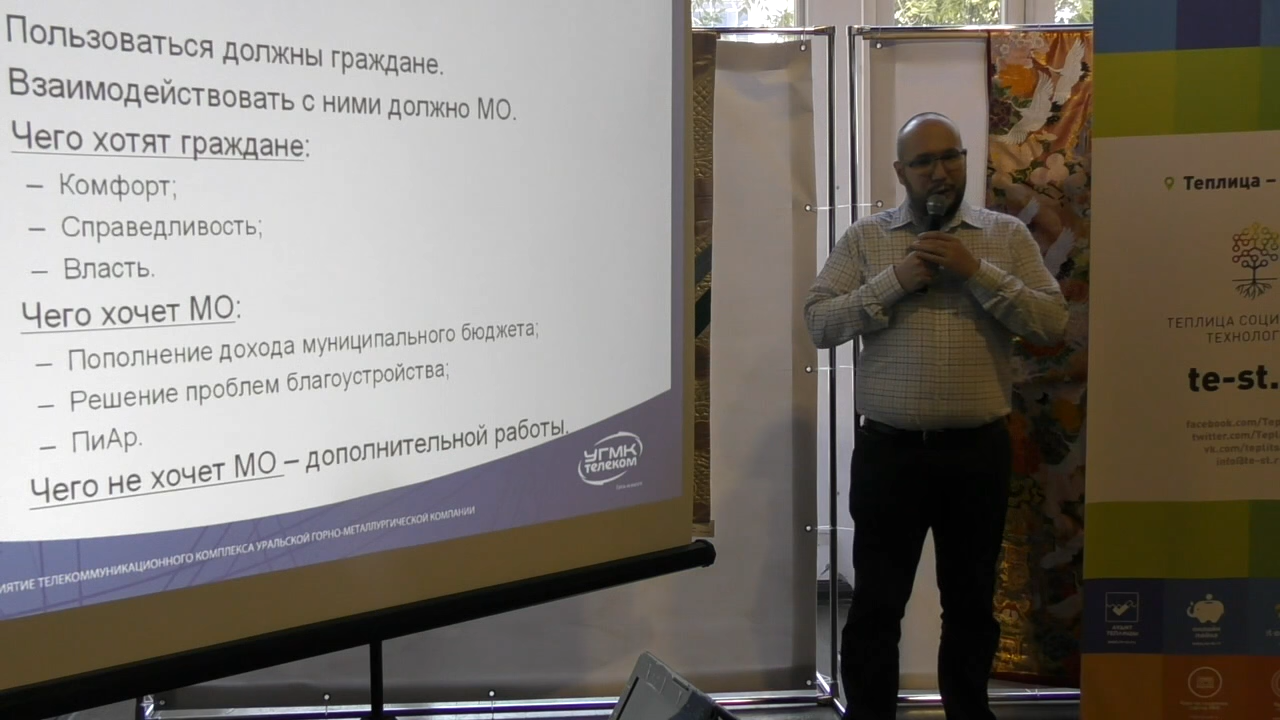 Пользоваться должны граждане.
Взаимодействовать с ними должно МО.
Чего хотят граждане:
– Комфорт;
– Справедливость;
– Власть.
Чего хочет МО:
– Пополнение дохода муниципального бюджета;
– Решение проблем благоустройства;
– ПиАр.
Чего не хочет МО – дополнительной работы.
УГМК
телеком
ТЕЛЕКОММУНИКАЦИОННОГО КОМПЛЕКСА УРАЛЬСКОЙ ГОРНО-МЕТАЛЛУРГИЧЕСКОЙ КОМПАНИИ
Теплица –
ТЕПЛИЦА СОЦИ
ТЕХНОЛОГ
te-st.
facebook.com/Tep
twitter.com/Tepl
vk.com/teplits
info@te-st.r